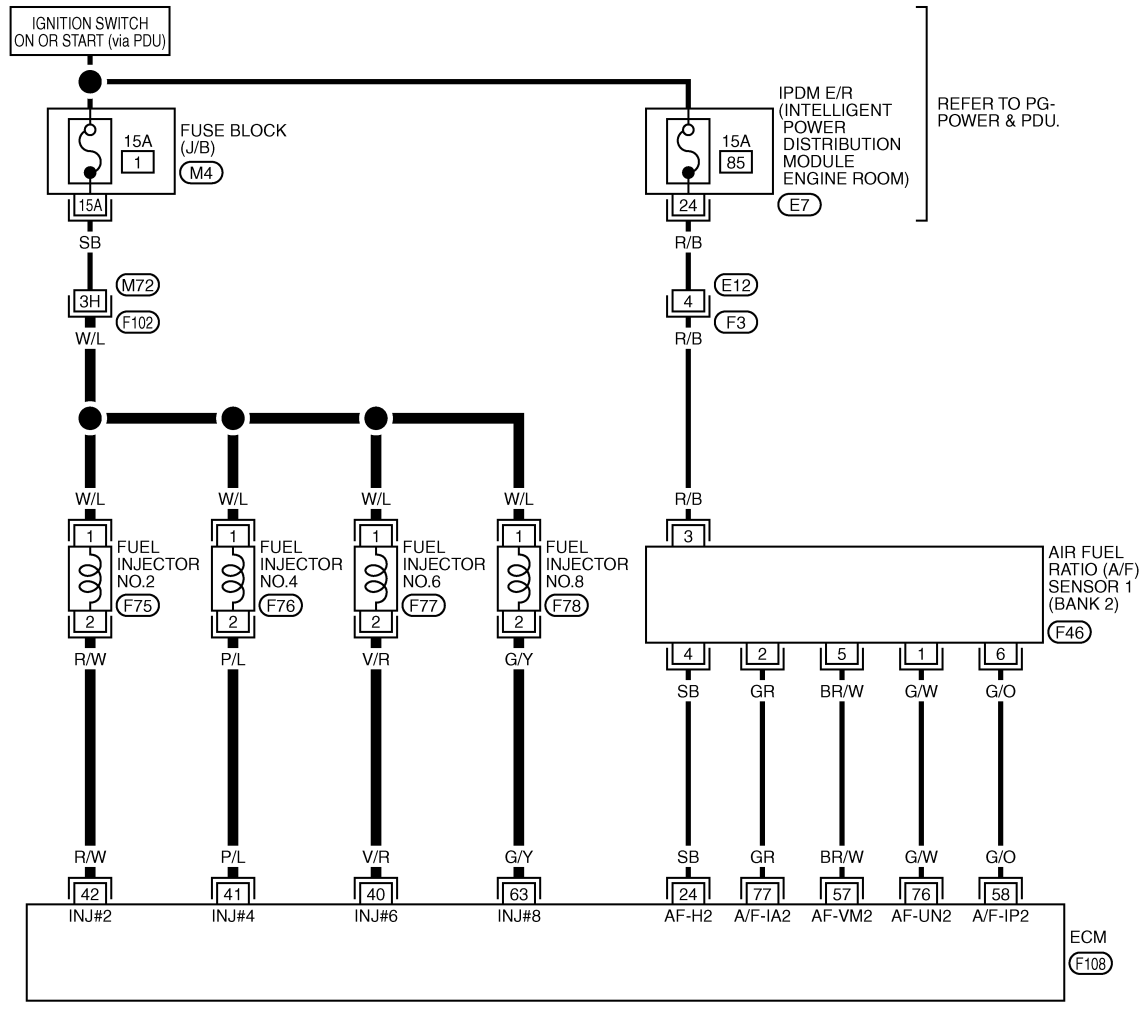 IGNITION SWITCH
ON OR START (via PDU)
15A
1
FUSE BLOCK
(J/B)
M4
15A
85
IPDM E/R
(INTELLIGENT
POWER
DISTRIBUTION
MODULE
ENGINE ROOM)
E7
REFER TO PG-
POWER & PDU.
15A
24
SB
R/B
3H
M72
F102
4
E12
F3
W/L
R/B
W/L
W/L
W/L
W/L
R/B
1
1
1
1
3
FUEL
INJECTOR
NO.2
F75
FUEL
INJECTOR
NO.4
F76
FUEL
INJECTOR
NO.6
F77
FUEL
INJECTOR
NO.8
F78
AIR FUEL
RATIO (A/F)
SENSOR 1
(BANK 2)
F46
2
2
2
2
4
2
5
1
6
R/W
P/L
V/R
G/Y
SB
GR
BR/W
G/W
G/O
R/W
P/L
V/R
G/Y
SB
GR
BR/W
G/W
G/O
42
41
40
63
24
77
57
76
58
INJ#2
INJ#4
INJ#6
INJ#8
AF-H2
A/F-IA2
AF-VM2
AF-UN2
A/F-IP2
ECM
F108